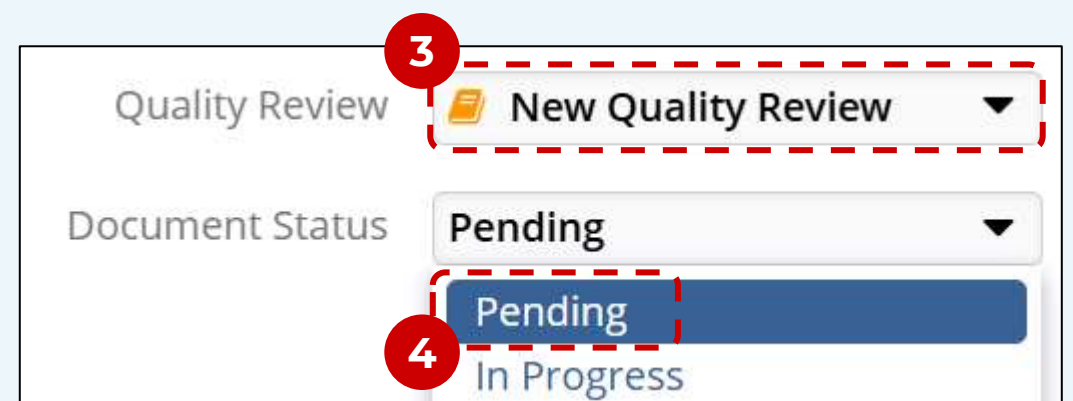 3
Quality Review New Quality Review
Document Status Pending
Pending
4
In Progress